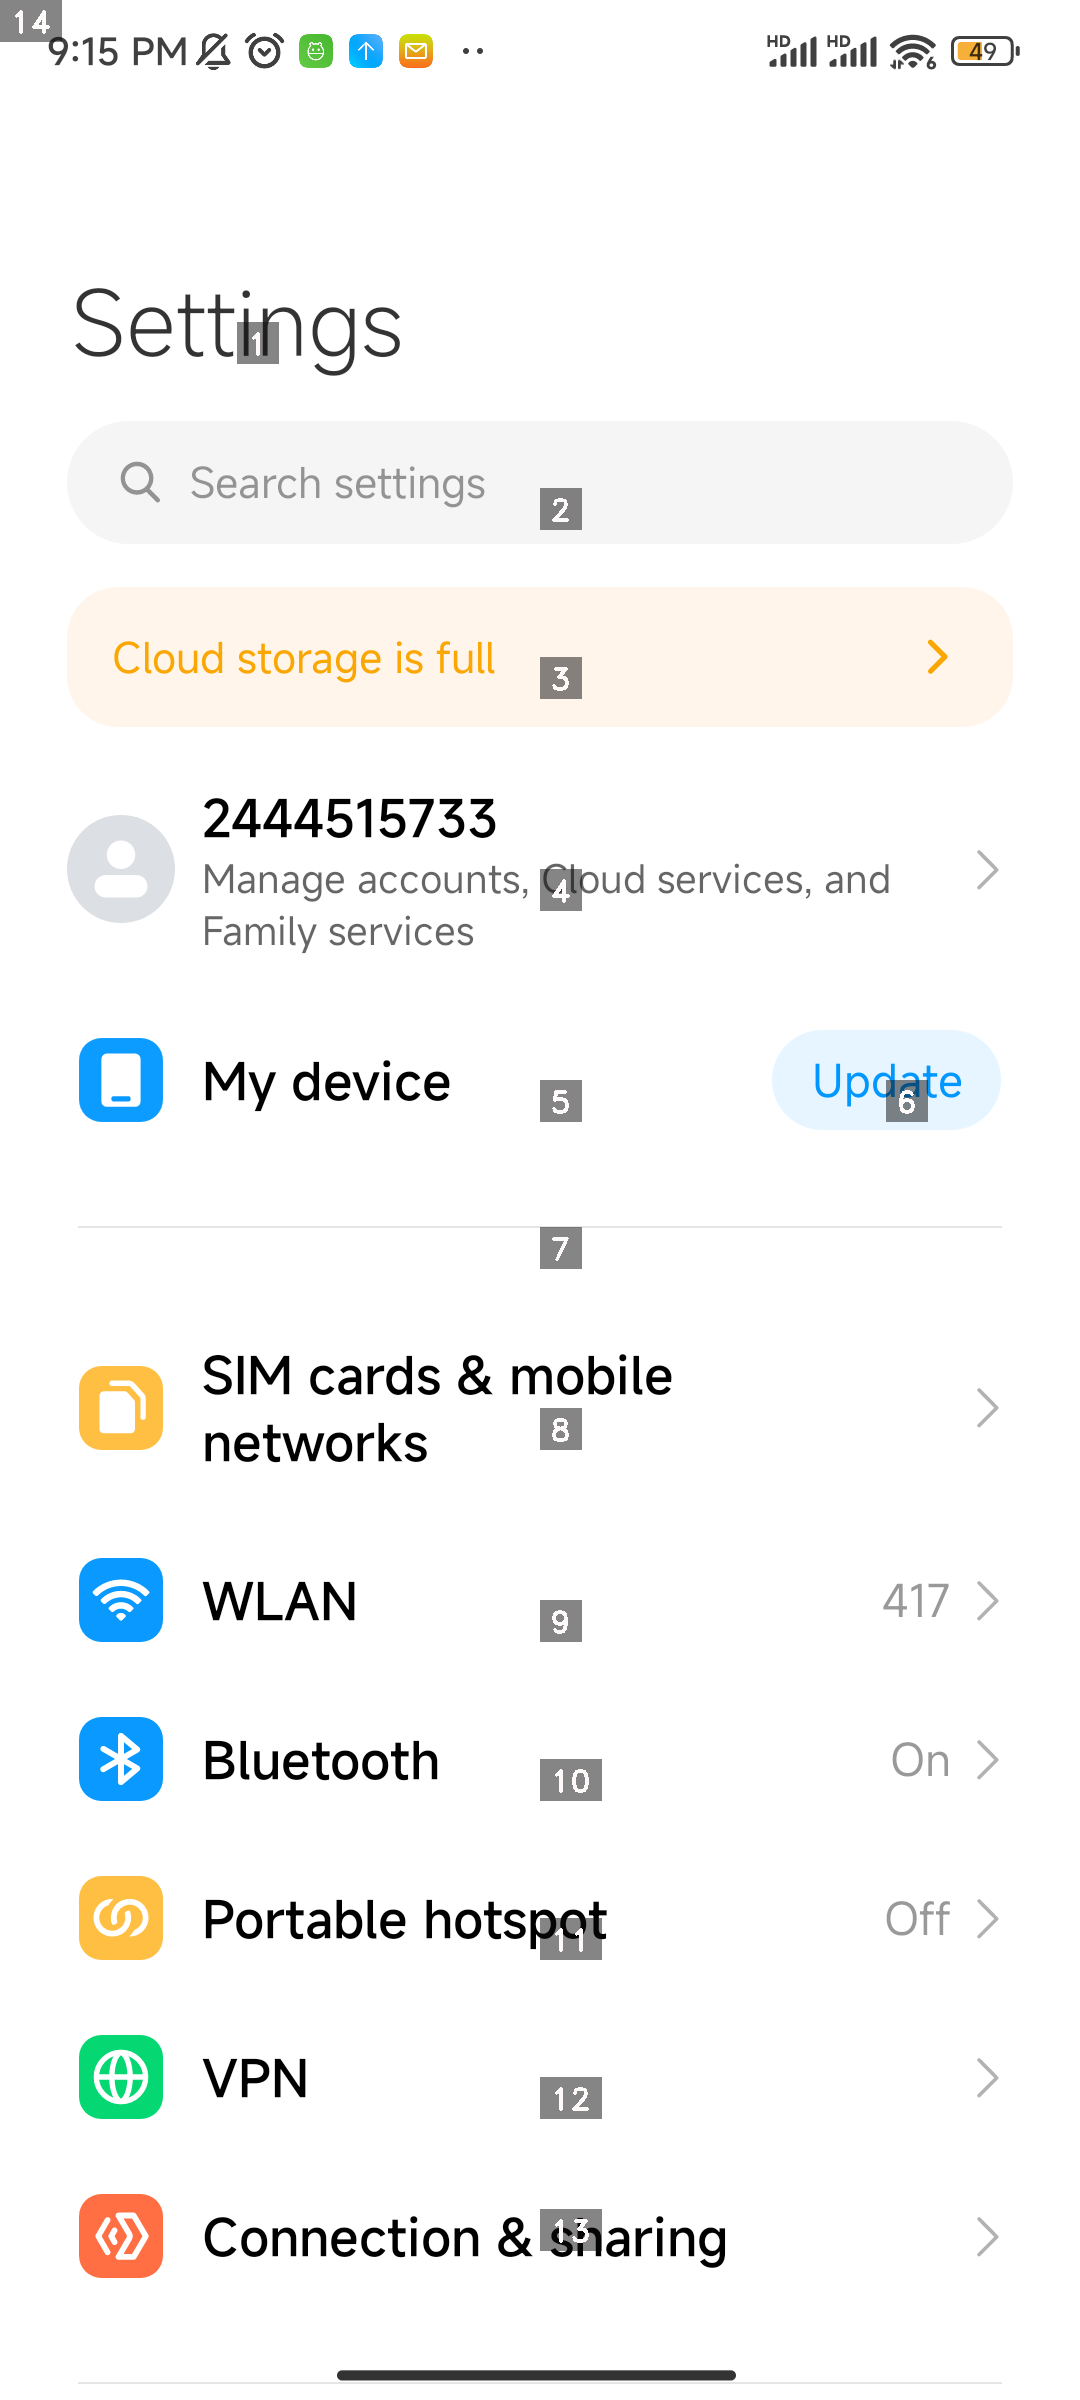 14
9:15 PM
HD HD 6 49
Settings
1
Search settings
2
Cloud storage is full
3
2444515733
Manage accounts, Cloud services, and
4
Family services
My device
5
Update
6
7
SIM cards & mobile
networks
8
WLAN
417
9
Bluetooth
On
10
Portable hotspot
Off
11
VPN
12
Connection & sharing
13